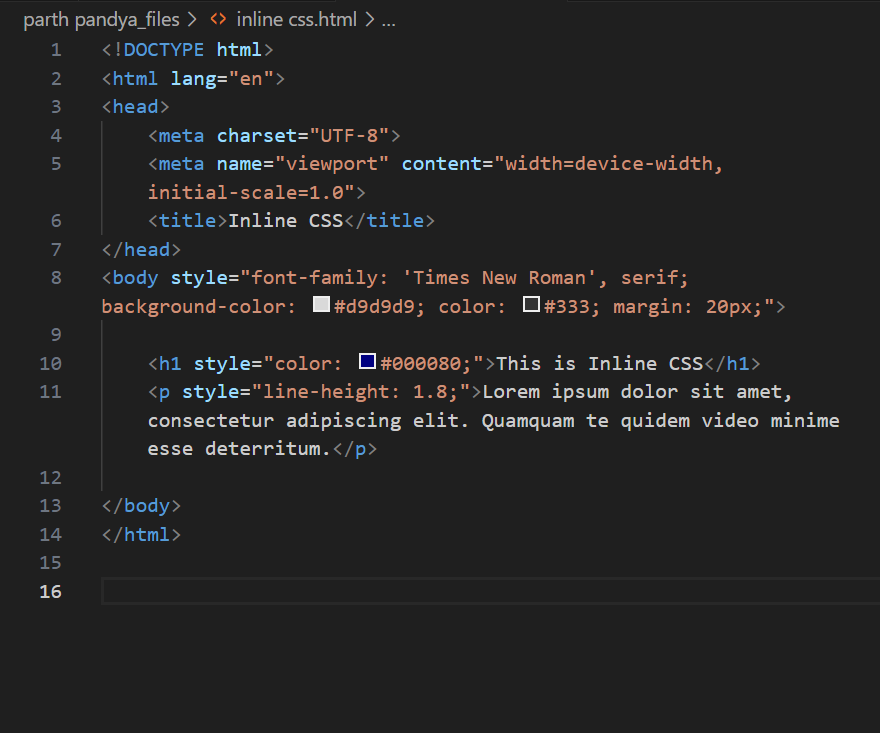 parth pandya_files > <> inline css.html > ...
1 <!DOCTYPE html>
2 <html lang="en">
3 <head>
4 <meta charset="UTF-8">
5 <meta name="viewport" content="width=device-width,
initial-scale=1.0">
6 <title>Inline CSS</title>
7 </head>
8 <body style="font-family: 'Times New Roman', serif;
background-color: #d9d9d9; color: #333; margin: 20px;">
9
10 <h1 style="color: #000080;">This is Inline CSS</h1>
11 <p style="line-height: 1.8;">Lorem ipsum dolor sit amet,
consectetur adipiscing elit. Quamquam te quidem video minime
esse deterritum.</p>
12
13 </body>
14 </html>
15
16